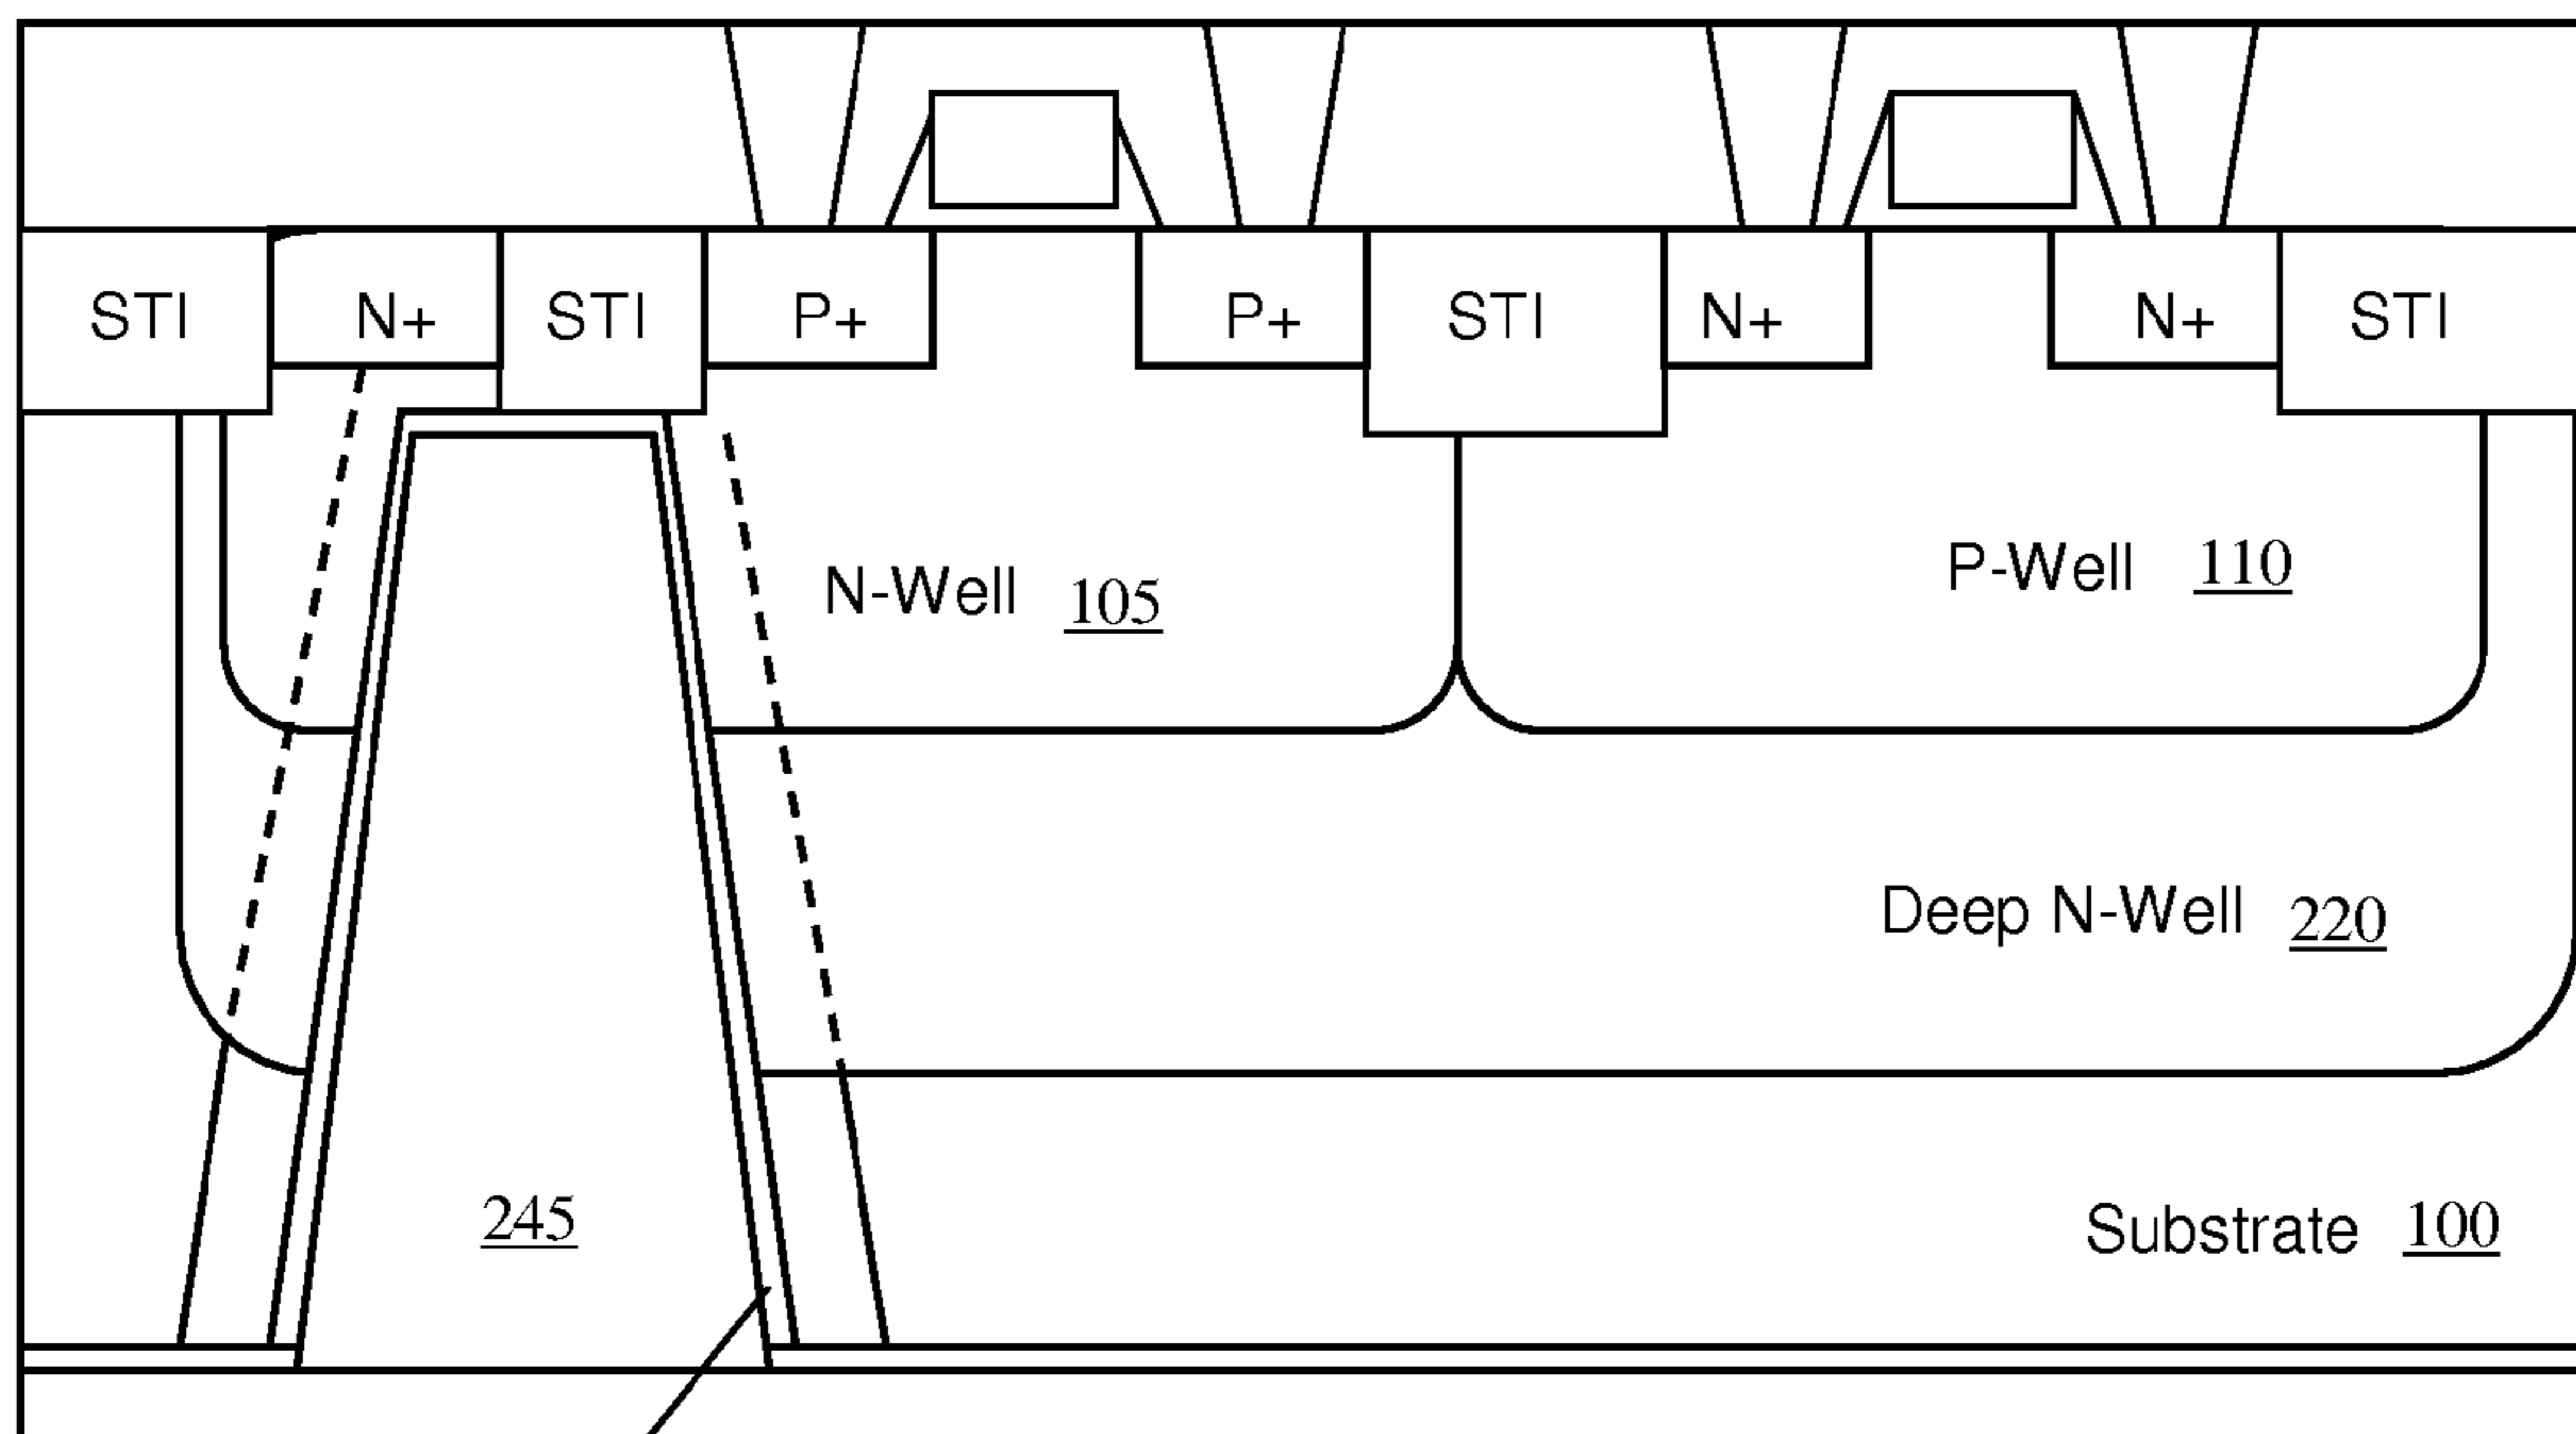 STI N+ STI P+ P+ STI N+ N+ STI
N-Well 105
P-Well 110
Deep N-Well 220
245
Substrate 100